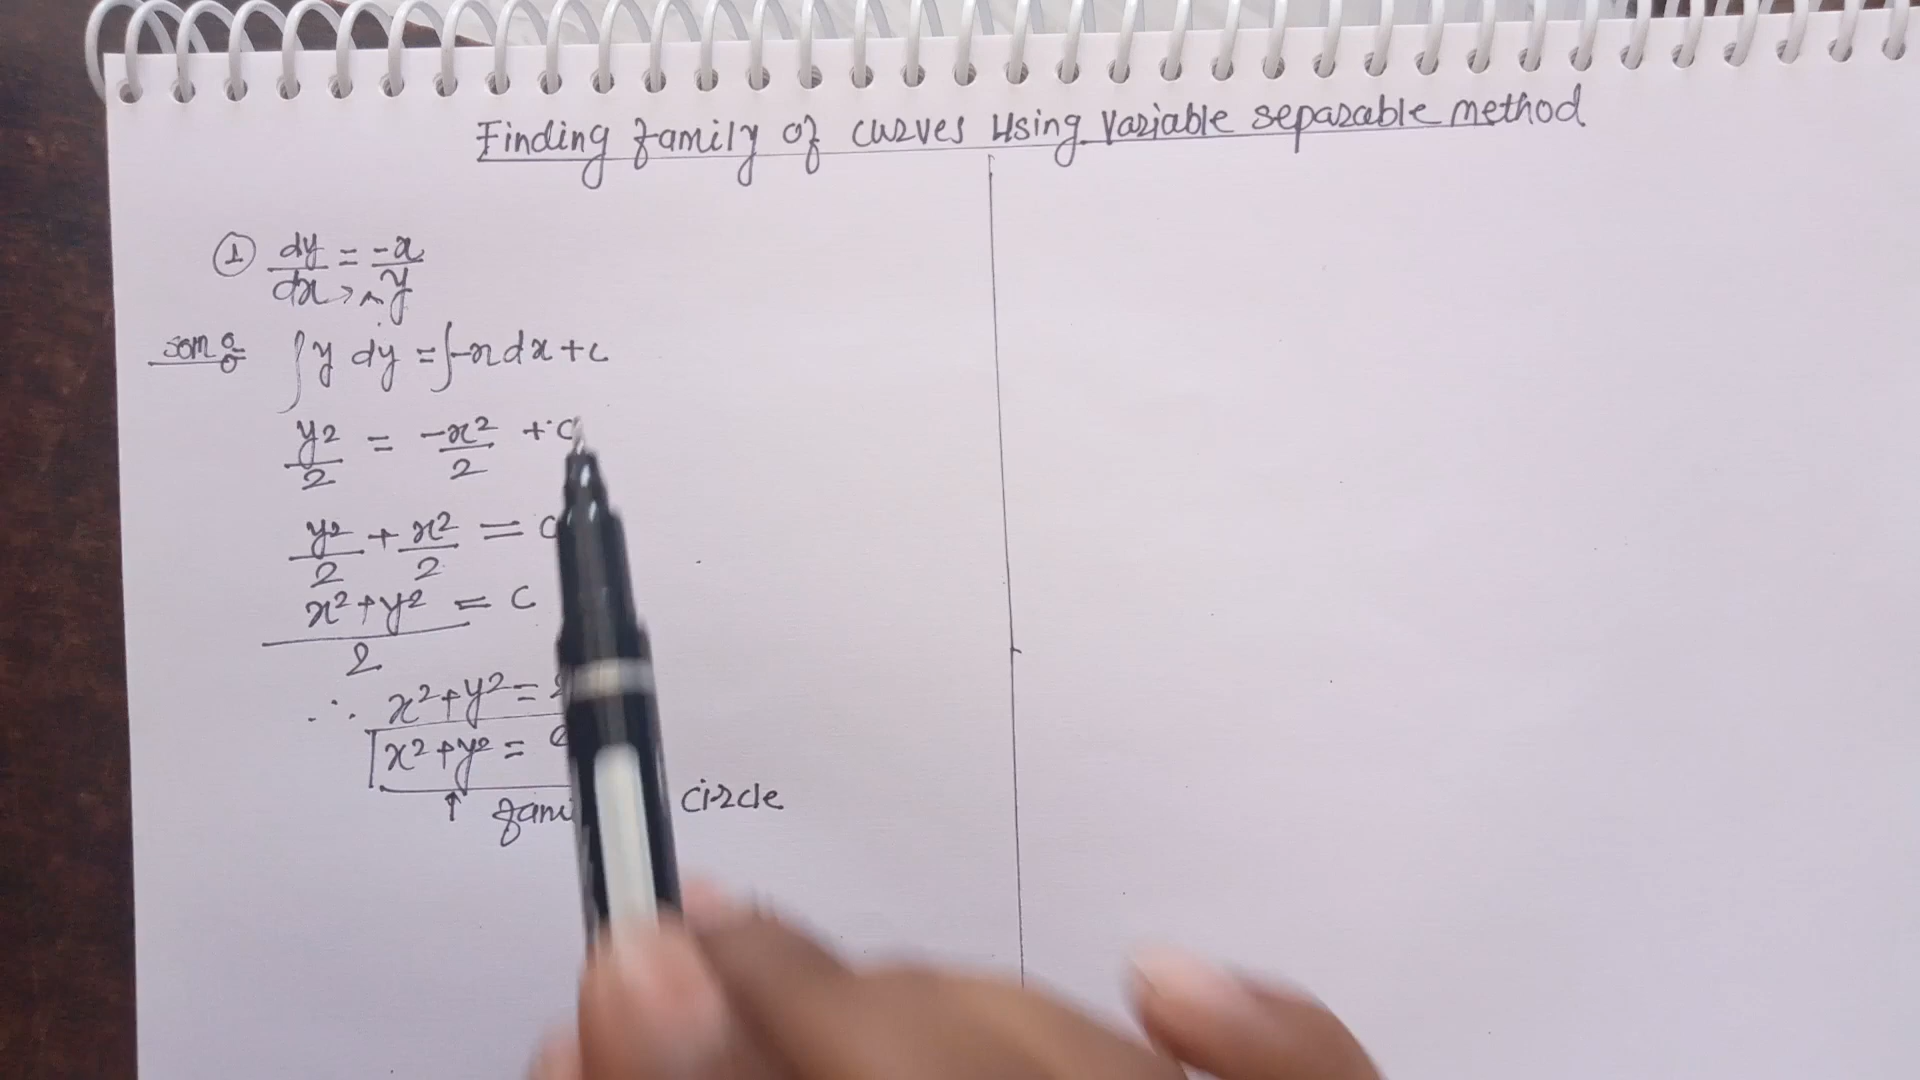 Finding family of curves Using variable separable method
① dy/dx = -x/y
soln: ∫y dy = ∫-x dx + c
y²/2 = -x²/2 + c
y²/2 + x²/2 = c
x²+y²/2 = c
∴ x²+y² =
x²+y² =
↑ circle